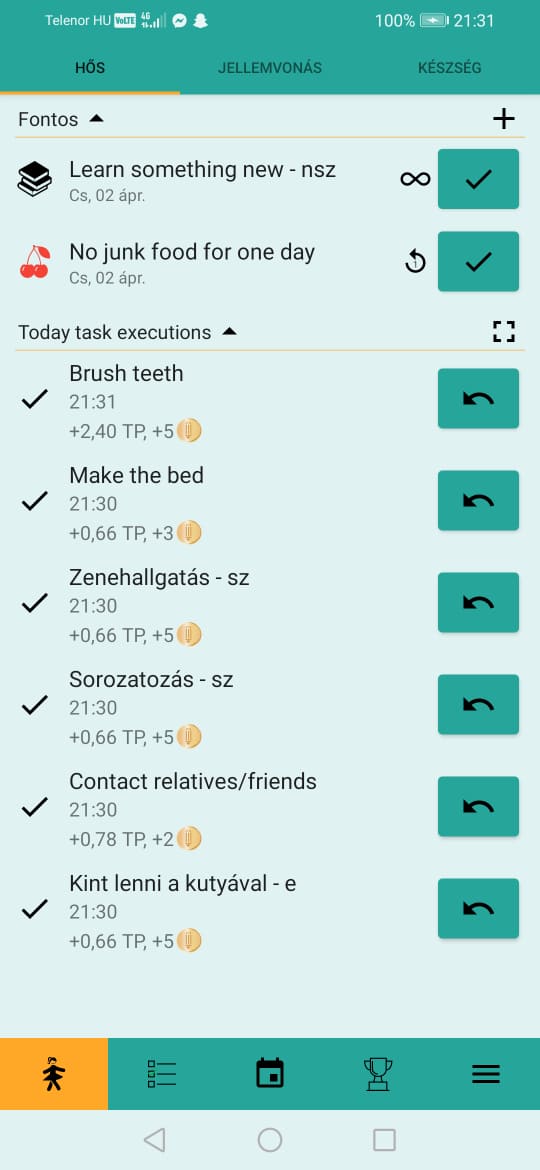 Telenor HU VoLTE 4G 100% 21:31
HŐS JELLEMVONÁS KÉSZSÉG
Fontos
Learn something new - nsz
Cs, 02 ápr.
No junk food for one day
Cs, 02 ápr.
1
Today task executions
Brush teeth
21:31
+2,40 TP, +5
Make the bed
21:30
+0,66 TP, +3
Zenehallgatás - sz
21:30
+0,66 TP, +5
Sorozatozás - sz
21:30
+0,66 TP, +5
Contact relatives/friends
21:30
+0,78 TP, +2
Kint lenni a kutyával - e
21:30
+0,66 TP, +5